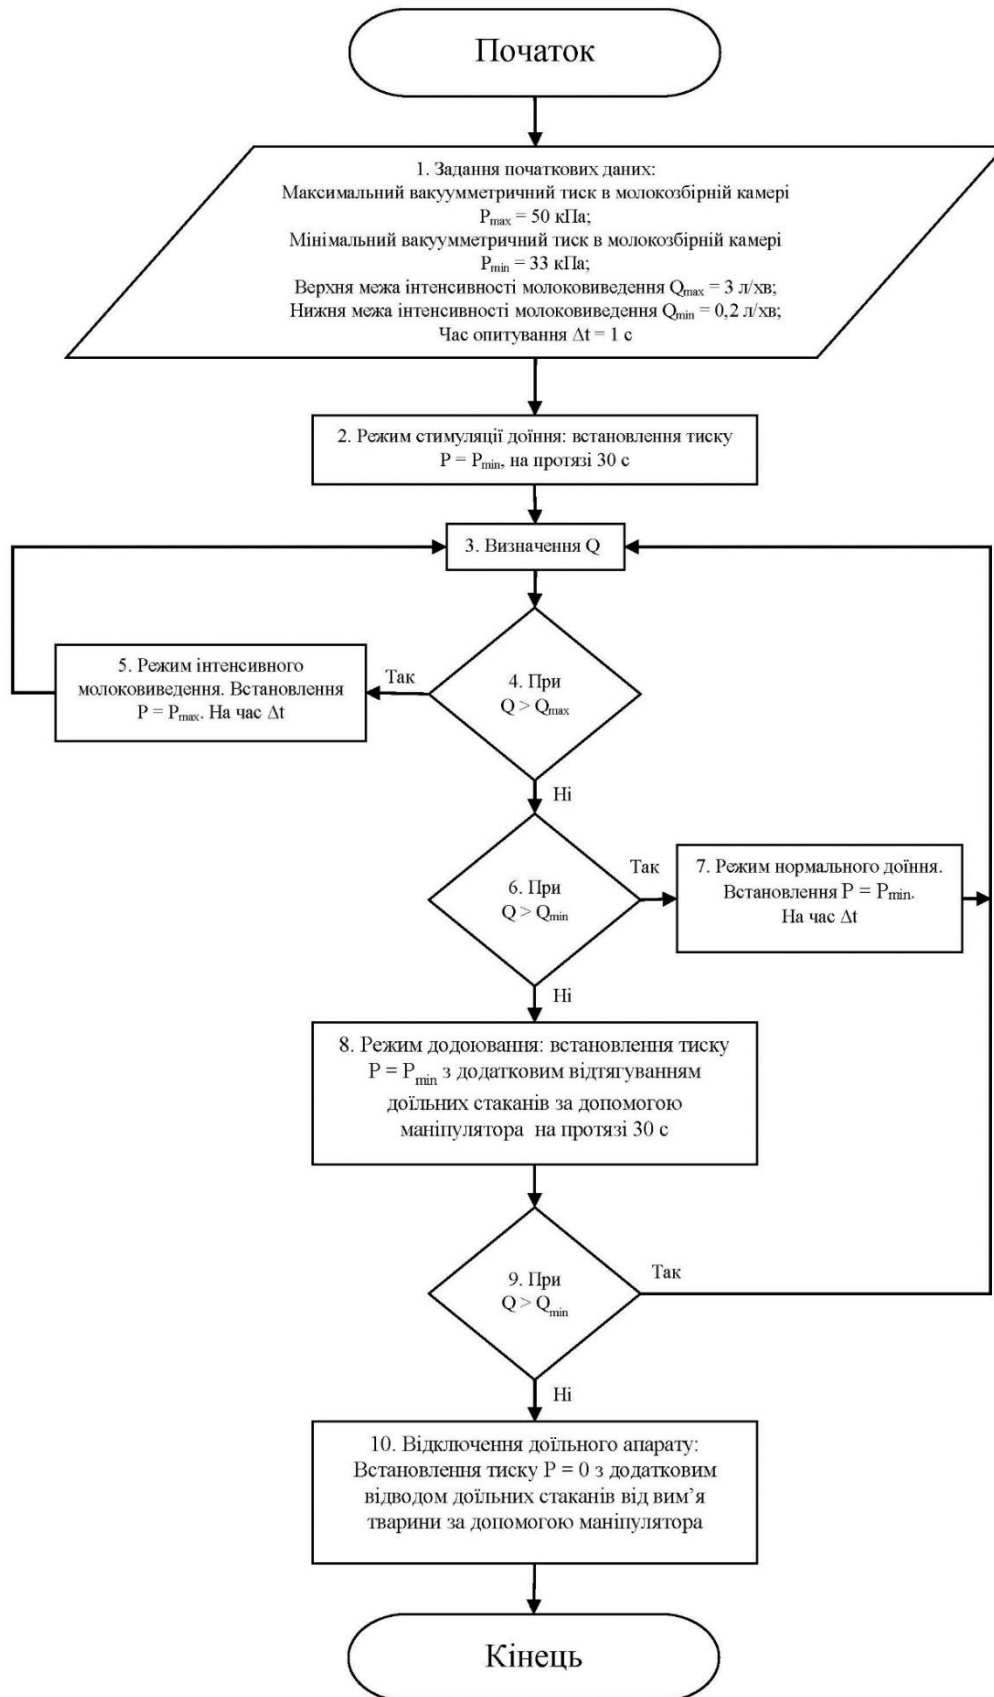 Початок
1. Задання початкових даних:
Максимальний вакуумметричний тиск в молокозбірній камері
Pmax = 50 кПа;
Мінімальний вакуумметричний тиск в молокозбірній камері
Pmin = 33 кПа;
Верхня межа інтенсивності молоковиведення Qmax = 3 л/хв;
Нижня межа інтенсивності молоковиведення Qmin = 0,2 л/хв;
Час опитування Δt = 1 с
2. Режим стимуляції доїння: встановлення тиску
P = Pmin, на протязі 30 с
3. Визначення Q
4. При
Q > Qmax
Так
5. Режим інтенсивного
молоковиведення. Встановлення
P = Pmax. На час Δt
Ні
6. При
Q > Qmin
Так
7. Режим нормального доїння.
Встановлення P = Pmin.
На час Δt
Ні
8. Режим додоювання: встановлення тиску
P = Pmin з додатковим відтягуванням
доїльних стаканів за допомогою
маніпулятора на протязі 30 с
9. При
Q > Qmin
Так
Ні
10. Відключення доїльного апарату:
Встановлення тиску P = 0 з додатковим
відводом доїльних стаканів від вим’я
тварини за допомогою маніпулятора
Кінець